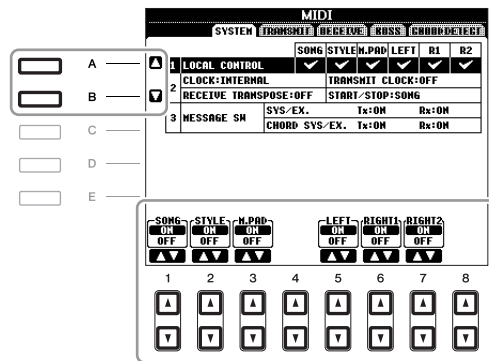 MIDI
SYSTEM TRANSMIT RECEIVE BASS CHORD DETECT
SONG STYLE M.PAD LEFT R1 R2
A 1 LOCAL CONTROL
2 CLOCK:INTERNAL TRANSMIT CLOCK:OFF
B RECEIVE TRANSPOSE:OFF START/STOP:SONG
3 MESSAGE SW SYS/EX. Tx:ON Rx:ON
CHORD SYS/EX. Tx:ON Rx:ON
C
D
E
SONG STYLE M.PAD LEFT RIGHT1 RIGHT2
ON ON ON ON ON ON
OFF OFF OFF OFF OFF OFF
1 2 3 4 5 6 7 8